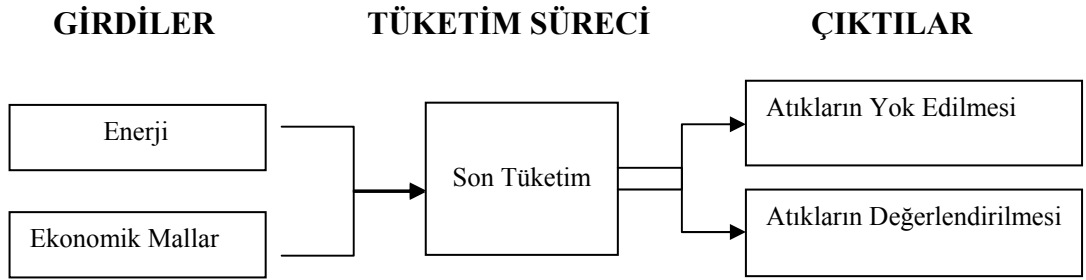 GİRDİLER TÜKETİM SÜRECİ ÇIKTILAR
Enerji
Ekonomik Mallar
Son Tüketim
Atıkların Yok Edilmesi
Atıkların Değerlendirilmesi